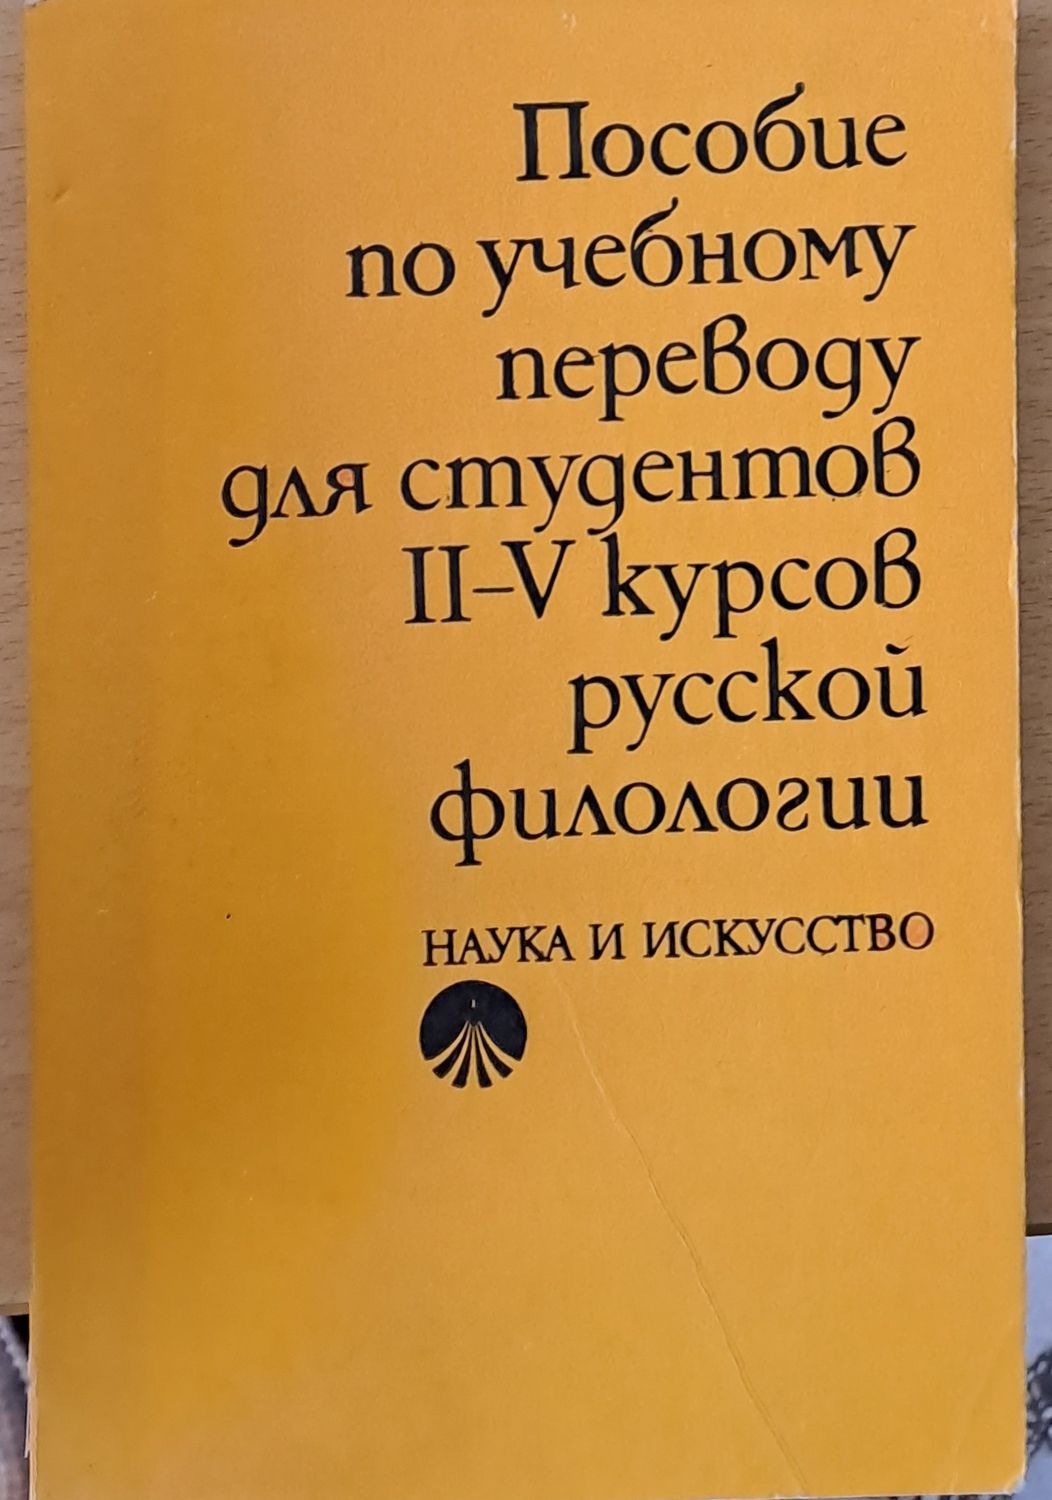 Пособие
по учебному
переводу
для студентов
II–V курсов
русской
филологии
НАУКА И ИСКУССТВО